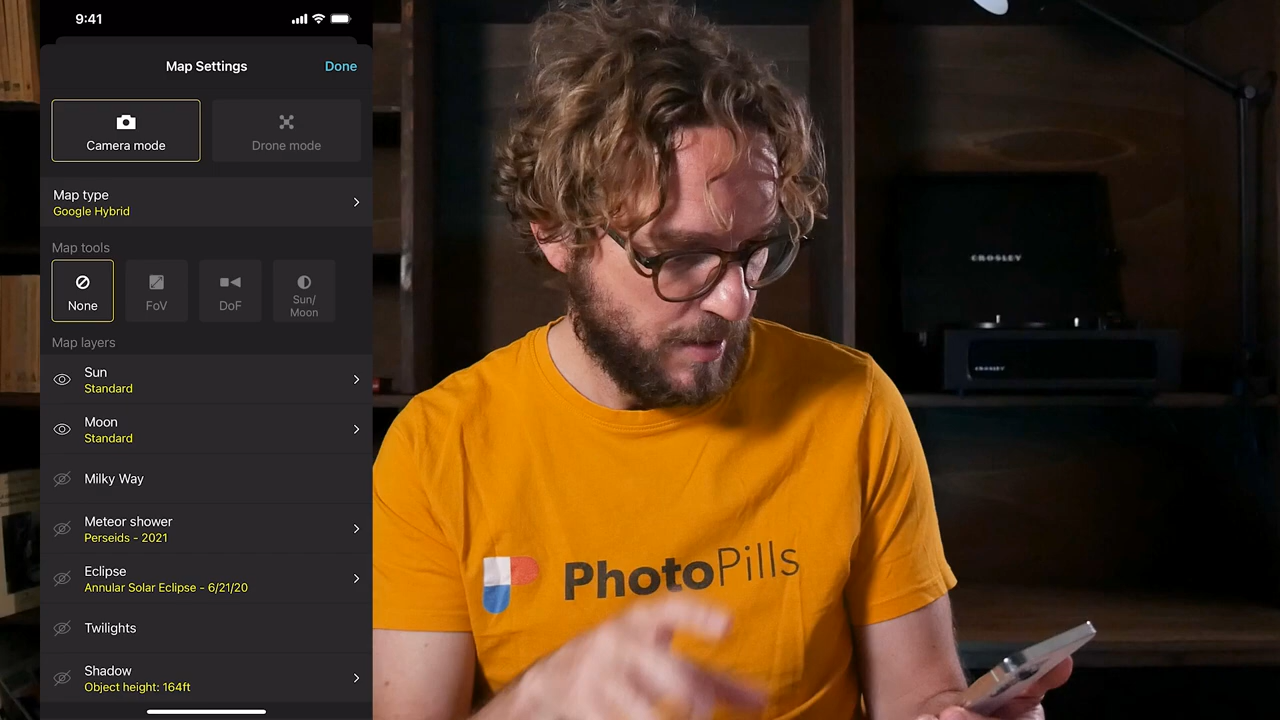 9:41
Map Settings
Done
Camera mode
Drone mode
Map type
Google Hybrid
Map tools
None
FoV
DoF
Sun/
Moon
Map layers
Sun
Standard
Moon
Standard
Milky Way
Meteor shower
Perseids - 2021
Eclipse
Annular Solar Eclipse - 6/21/20
Twilights
Shadow
Object height: 164ft
PhotoPills
CROSLEY
CROSLEY